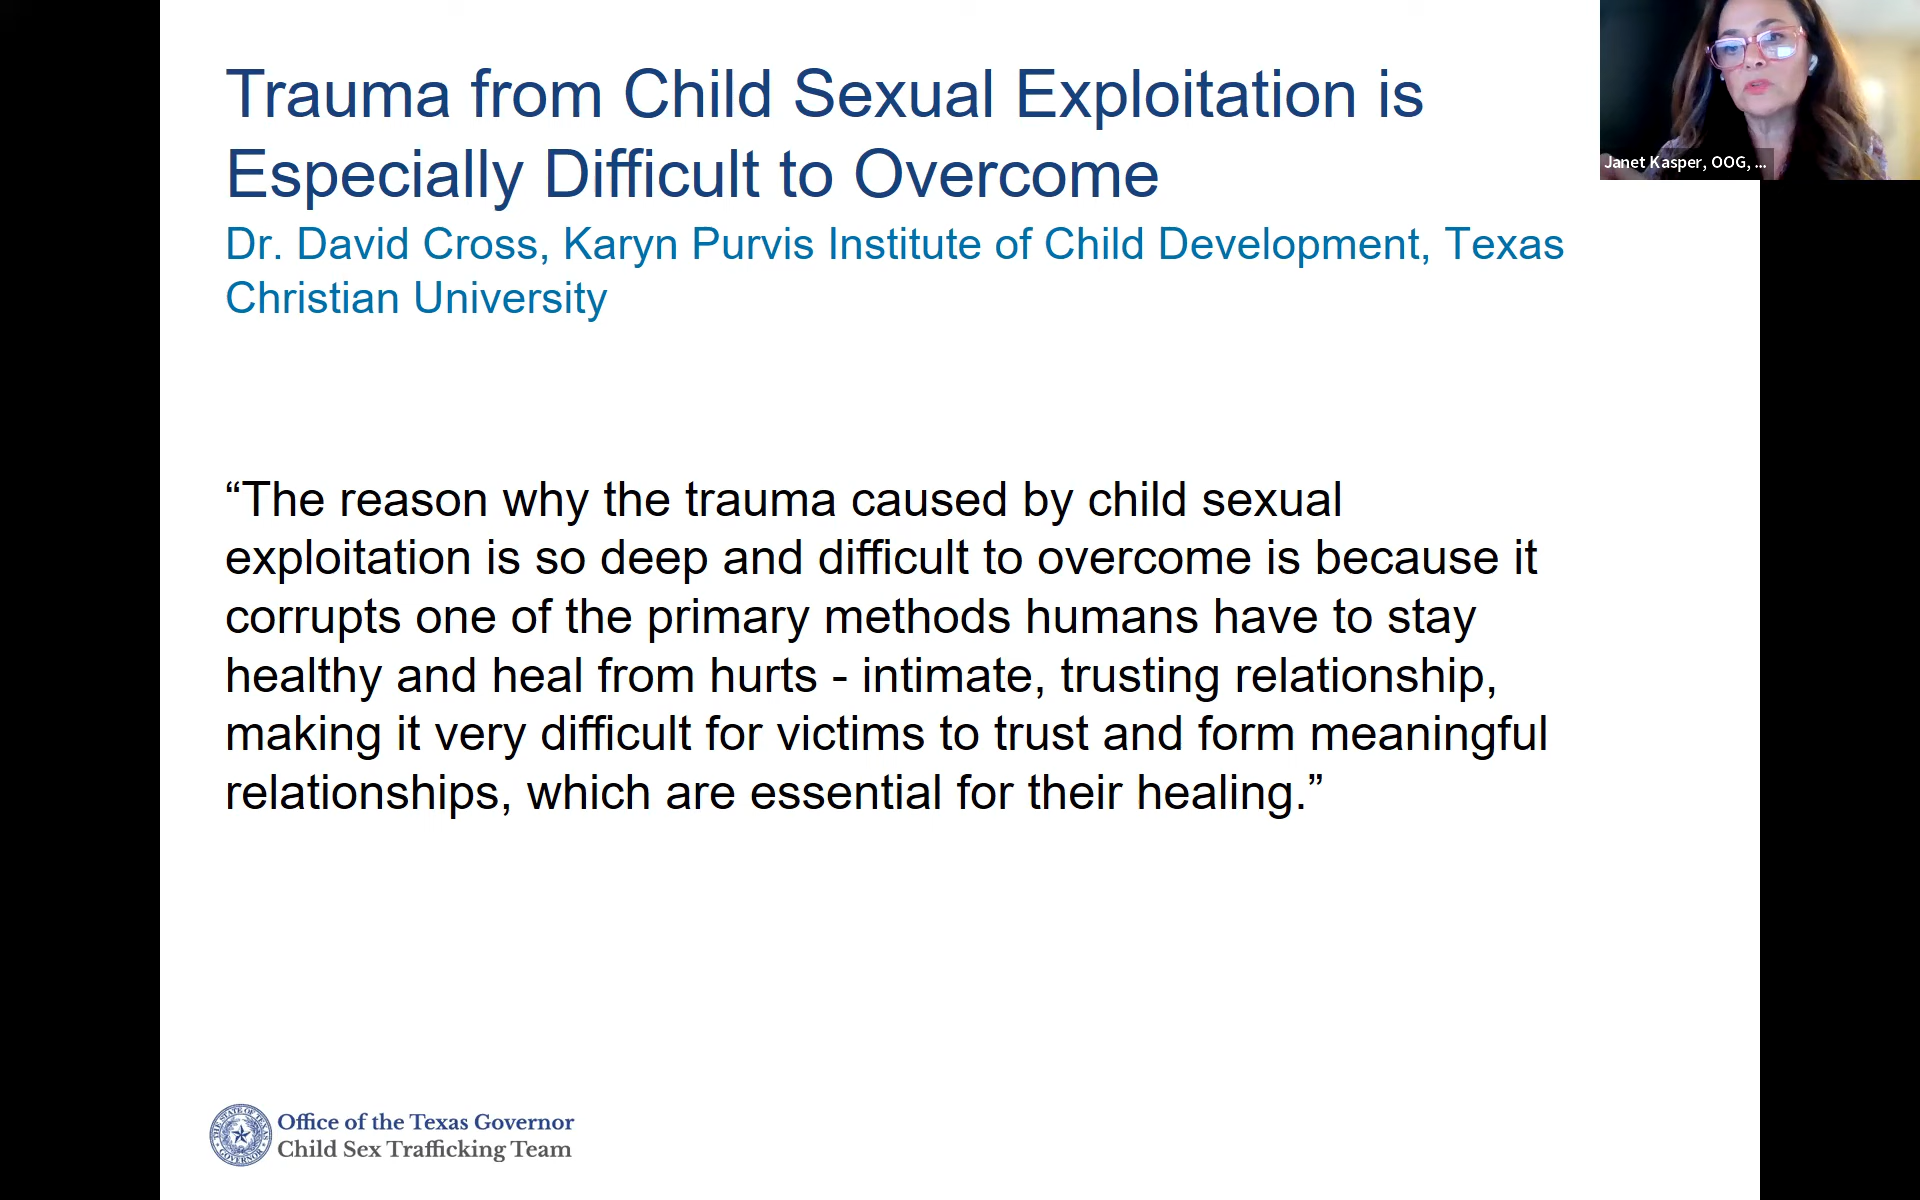 Trauma from Child Sexual Exploitation is
Especially Difficult to Overcome
Dr. David Cross, Karyn Purvis Institute of Child Development, Texas
Christian University
“The reason why the trauma caused by child sexual
exploitation is so deep and difficult to overcome is because it
corrupts one of the primary methods humans have to stay
healthy and heal from hurts - intimate, trusting relationship,
making it very difficult for victims to trust and form meaningful
relationships, which are essential for their healing.”
Janet Kasper, OOG, ...
Office of the Texas Governor
Child Sex Trafficking Team